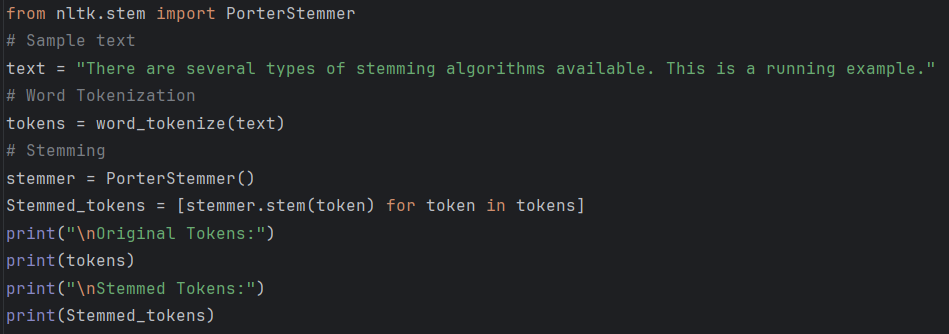 from nltk.stem import PorterStemmer
# Sample text
text = "There are several types of stemming algorithms available. This is a running example."
# Word Tokenization
tokens = word_tokenize(text)
# Stemming
stemmer = PorterStemmer()
Stemmed_tokens = [stemmer.stem(token) for token in tokens]
print("\nOriginal Tokens:")
print(tokens)
print("\nStemmed Tokens:")
print(Stemmed_tokens)